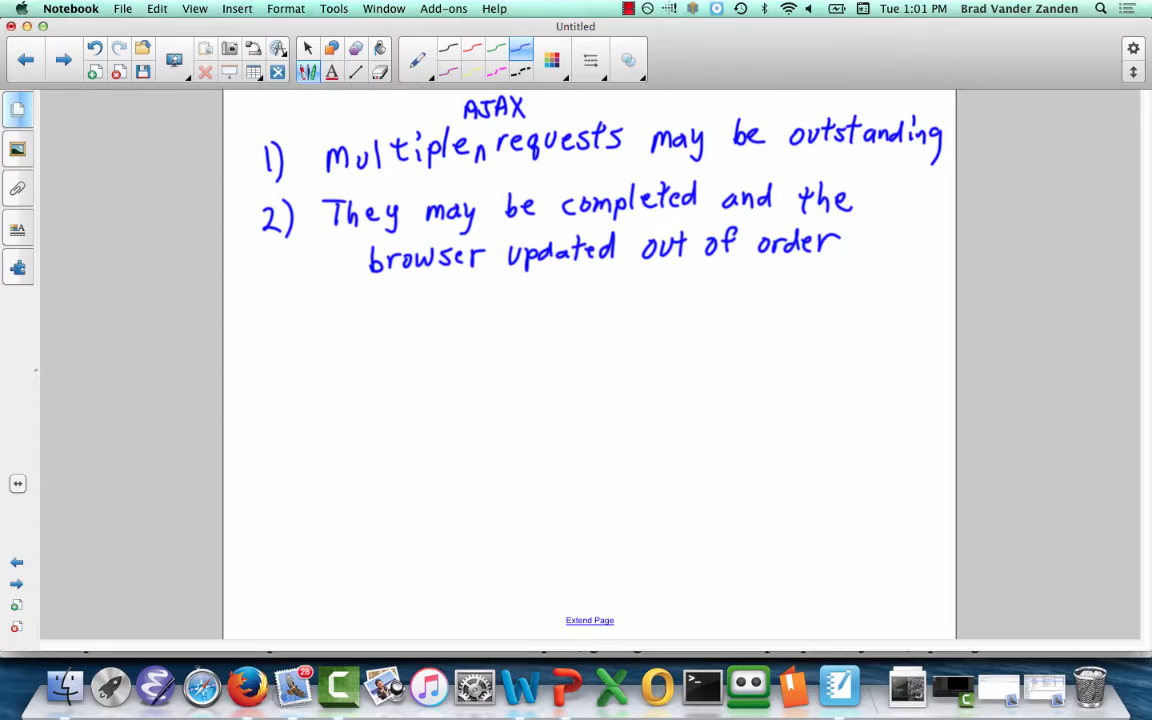 Notebook File Edit View Insert Format Tools Window Add-ons Help Tue 1:01 PM Brad Vander Zanden
Untitled
AJAX
1) Multiple requests may be outstanding
2) They may be completed and the
browser updated out of order
Extend Page
28